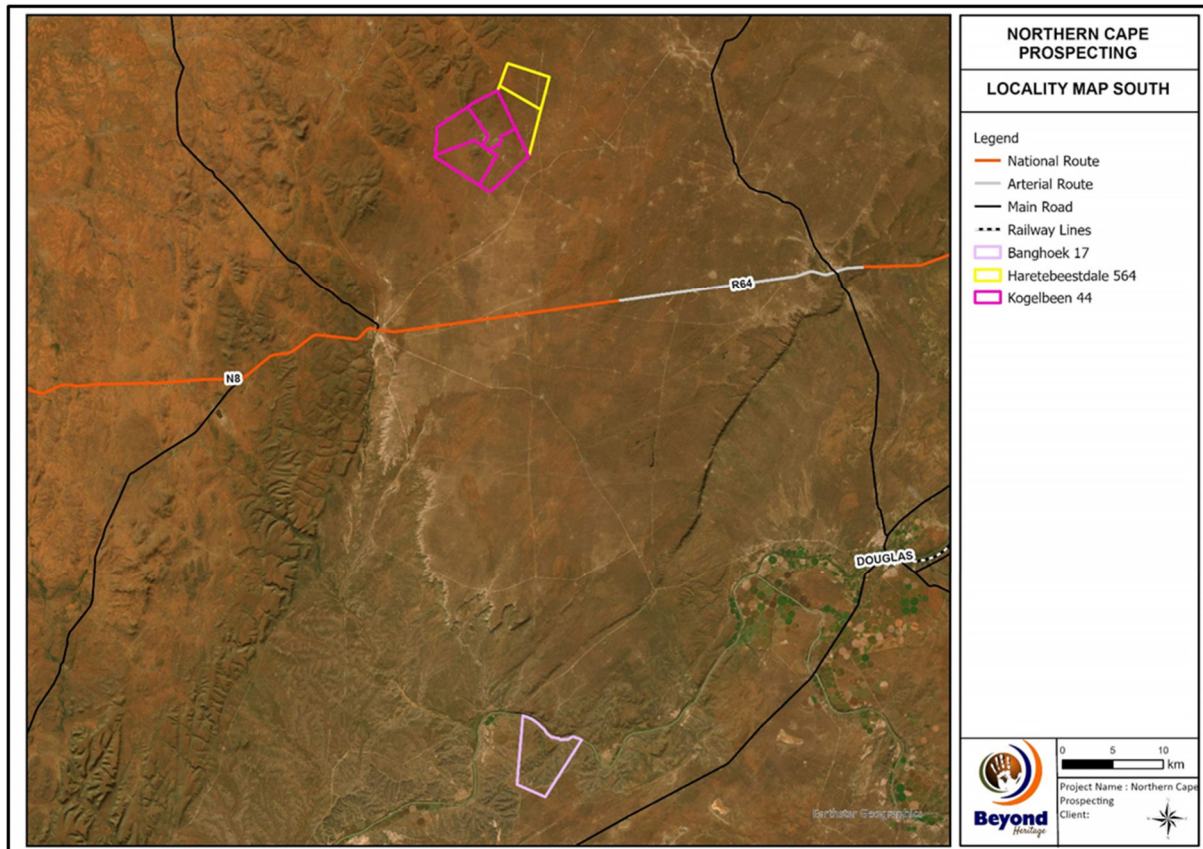 NORTHERN CAPE
PROSPECTING
LOCALITY MAP SOUTH
Legend
National Route
Arterial Route
Main Road
Railway Lines
Banghoek 17
Haretebeestdale 564
Kogelbeen 44
R64
N8
DOUGLAS
Earthstar Geographics
Beyond
Heritage
0 5 10
km
Project Name : Northern Cape
Prospecting
Client: